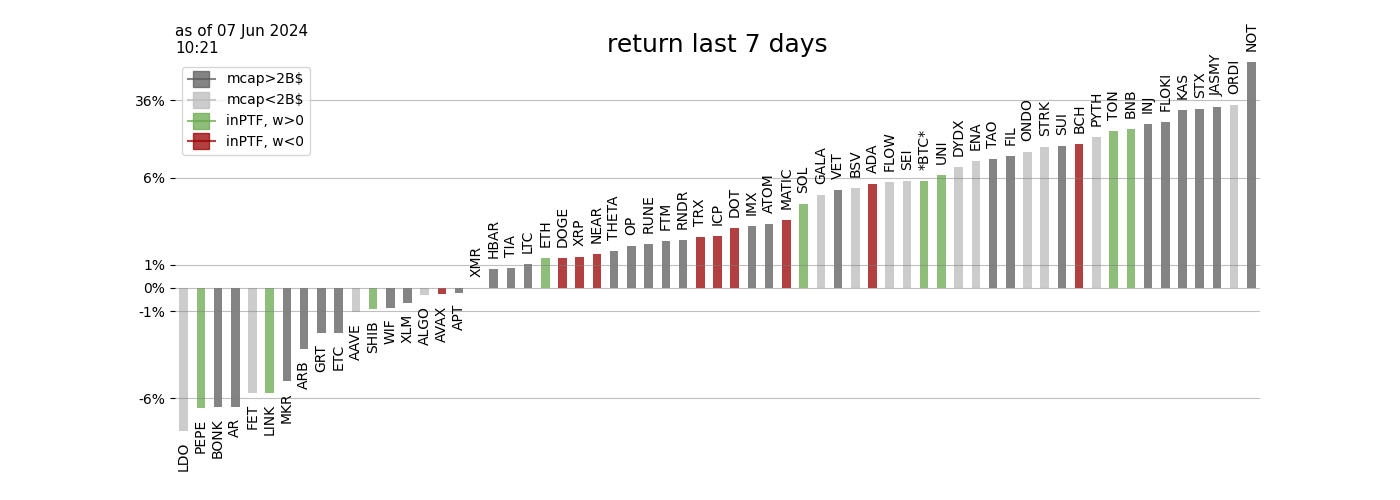 as of 07 Jun 2024
10:21
return last 7 days
mcap>2B$
mcap<2B$
inPTF, w>0
inPTF, w<0
36%
6%
1%
0%
-1%
-6%
LDO
PEPE
BONK
AR
FET
LINK
MKR
ARB
GRT
ETC
AAVE
SHIB
WIF
XLM
ALGO
AVAX
APT
XMR
HBAR
TIA
LTC
ETH
DOGE
XRP
NEAR
THETA
OP
RUNE
FTM
RNDR
TRX
ICP
DOT
IMX
ATOM
MATIC
SOL
GALA
VET
BSV
ADA
FLOW
SEI
*BTC*
UNI
DYDX
ENA
TAO
FIL
ONDO
STRK
SUI
BCH
PYTH
TON
BNB
INJ
FLOKI
KAS
STX
JASMY
ORDI
NOT